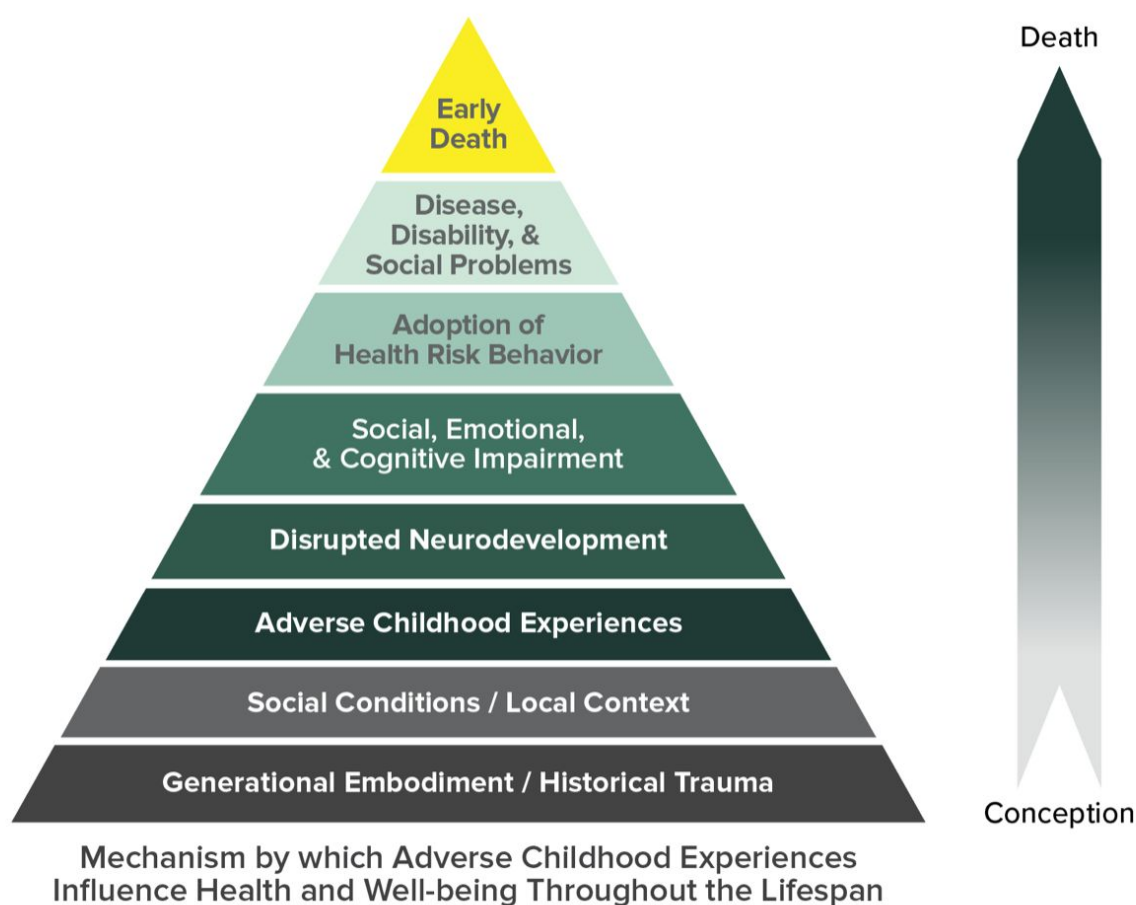 Death
Early
Death
Disease,
Disability, &
Social Problems
Adoption of
Health Risk Behavior
Social, Emotional,
& Cognitive Impairment
Disrupted Neurodevelopment
Adverse Childhood Experiences
Social Conditions / Local Context
Generational Embodiment / Historical Trauma
Conception
Mechanism by which Adverse Childhood Experiences
Influence Health and Well-being Throughout the Lifespan